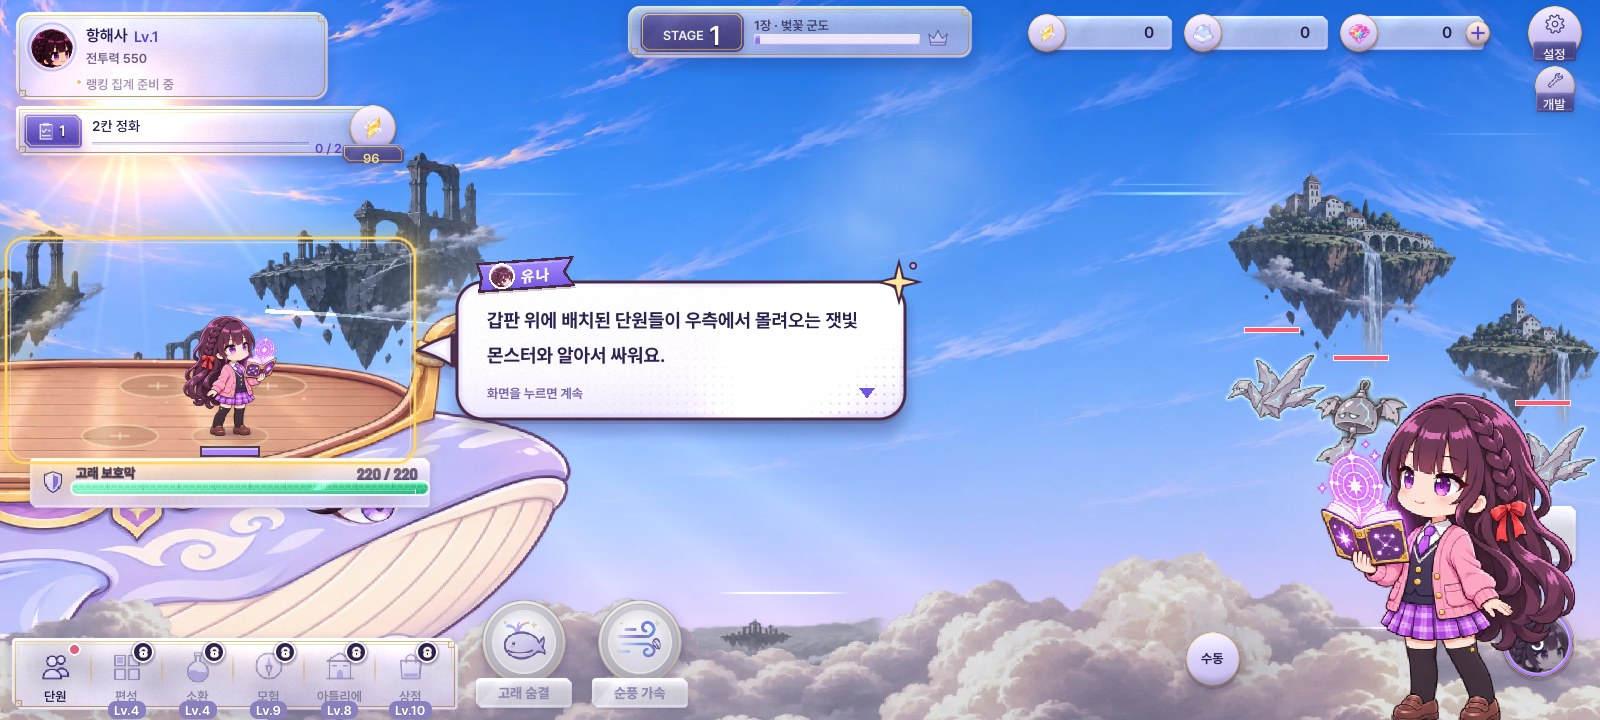 항해사 Lv.1
전투력 550
랭킹 집계 준비 중
1
2칸 정화
0 / 2
96
STAGE 1
1장 · 벚꽃 군도
0
0
0
설정
개발
유나
갑판 위에 배치된 단원들이 우측에서 몰려오는 잿빛
몬스터와 알아서 싸워요.
화면을 누르면 계속
고래 보호막
220 / 220
단원
편성
Lv.4
소환
Lv.4
모험
Lv.9
아틀리에
Lv.8
상점
Lv.10
고래 숨결
순풍 가속
수동